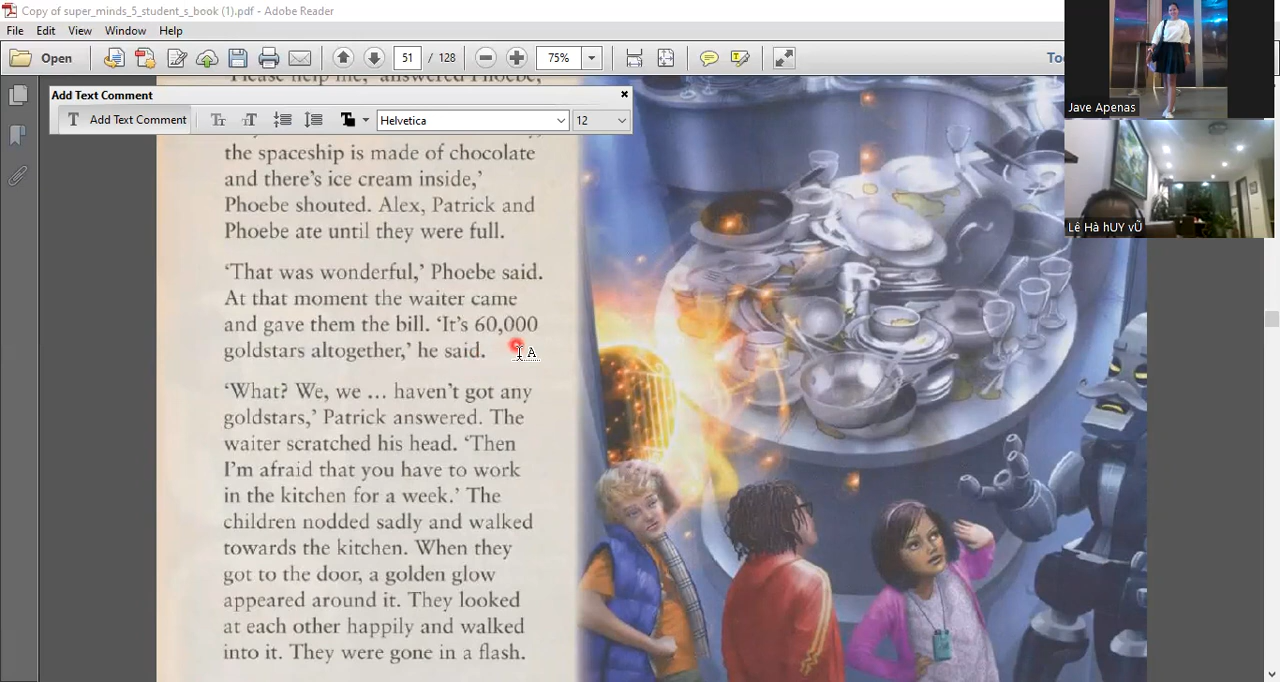 Copy of super_minds_5_student_s_book (1).pdf - Adobe Reader
File Edit View Window Help
Open 51 / 128 75%
Jave Apenas
Add Text Comment
T Add Text Comment Helvetica 12
the spaceship is made of chocolate
and there's ice cream inside,'
Phoebe shouted. Alex, Patrick and
Phoebe ate until they were full.
'That was wonderful,' Phoebe said.
At that moment the waiter came
and gave them the bill. 'It's 60,000
goldstars altogether,' he said.
'What? We, we … haven't got any
goldstars,' Patrick answered. The
waiter scratched his head. 'Then
I'm afraid that you have to work
in the kitchen for a week.' The
children nodded sadly and walked
towards the kitchen. When they
got to the door, a golden glow
appeared around it. They looked
at each other happily and walked
into it. They were gone in a flash.
Lê Hà hUY vŨ